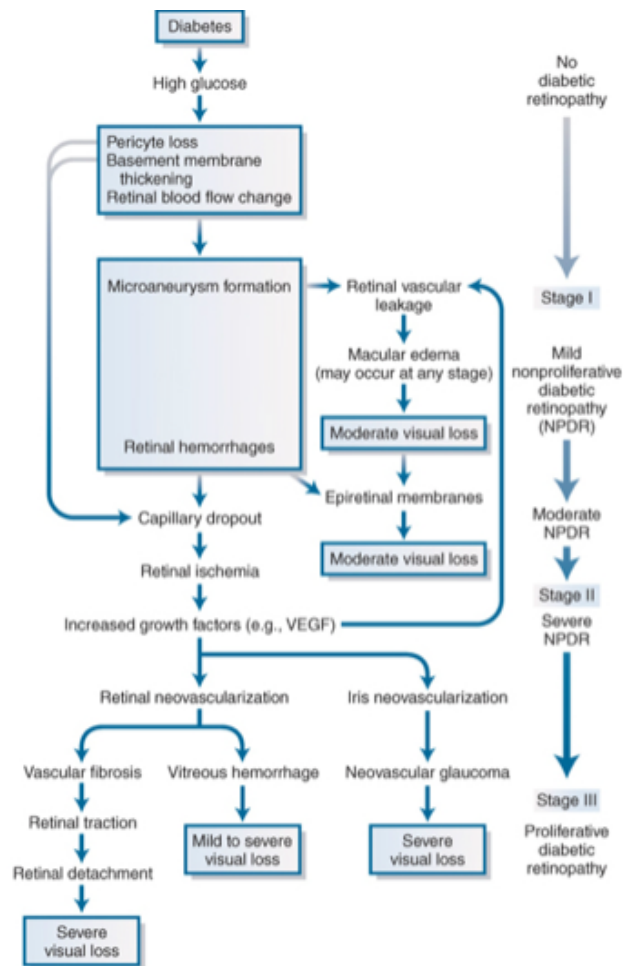 Diabetes
High glucose
Pericyte loss
Basement membrane
thickening
Retinal blood flow change
Microaneurysm formation
Retinal hemorrhages
Retinal vascular
leakage
Macular edema
(may occur at any stage)
Moderate visual loss
Epiretinal membranes
Moderate visual loss
Capillary dropout
Retinal ischemia
Increased growth factors (e.g., VEGF)
Retinal neovascularization
Iris neovascularization
Vascular fibrosis
Vitreous hemorrhage
Neovascular glaucoma
Retinal traction
Mild to severe
visual loss
Severe
visual loss
Retinal detachment
Severe
visual loss
No
diabetic
retinopathy
Stage I
Mild
nonproliferative
diabetic
retinopathy
(NPDR)
Moderate
NPDR
Stage II
Severe
NPDR
Stage III
Proliferative
diabetic
retinopathy